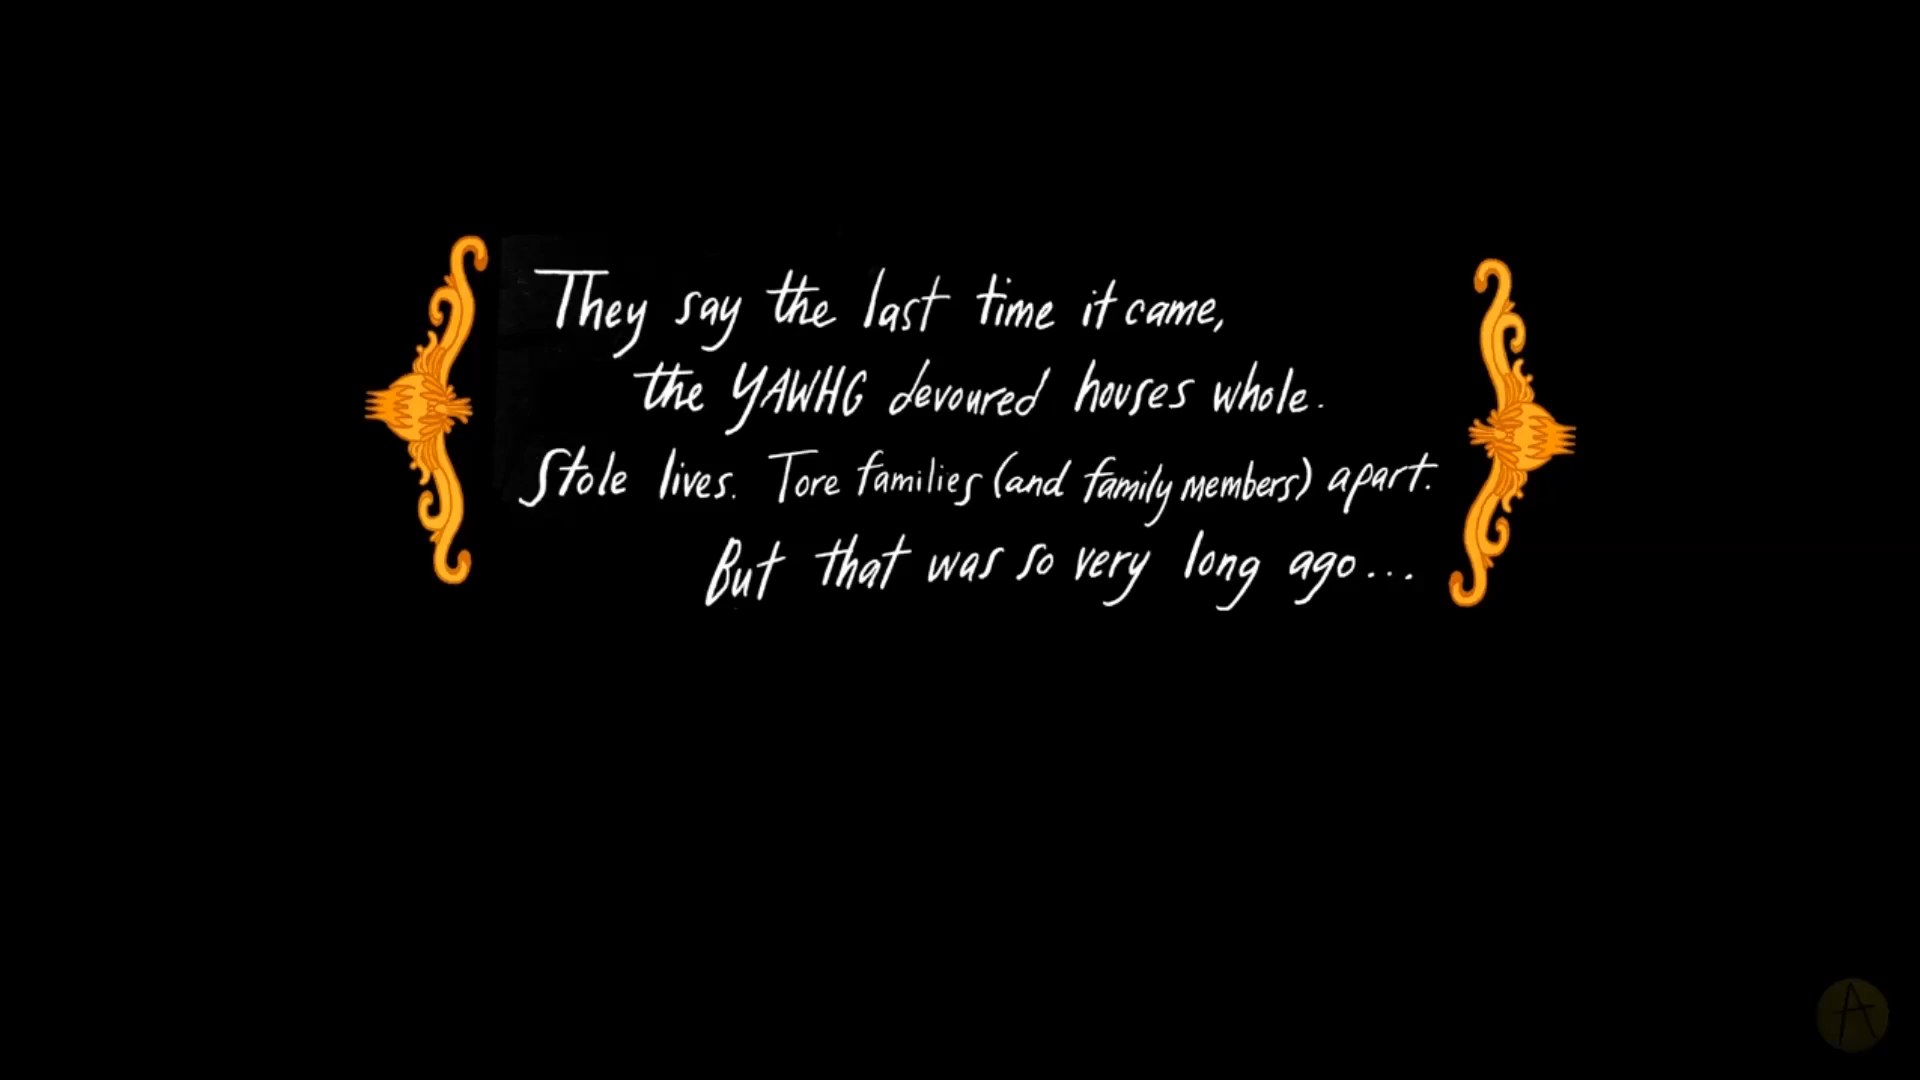 They say the last time it came,
the YAWHG devoured houses whole.
Stole lives. Tore families (and family members) apart.
But that was so very long ago...
A